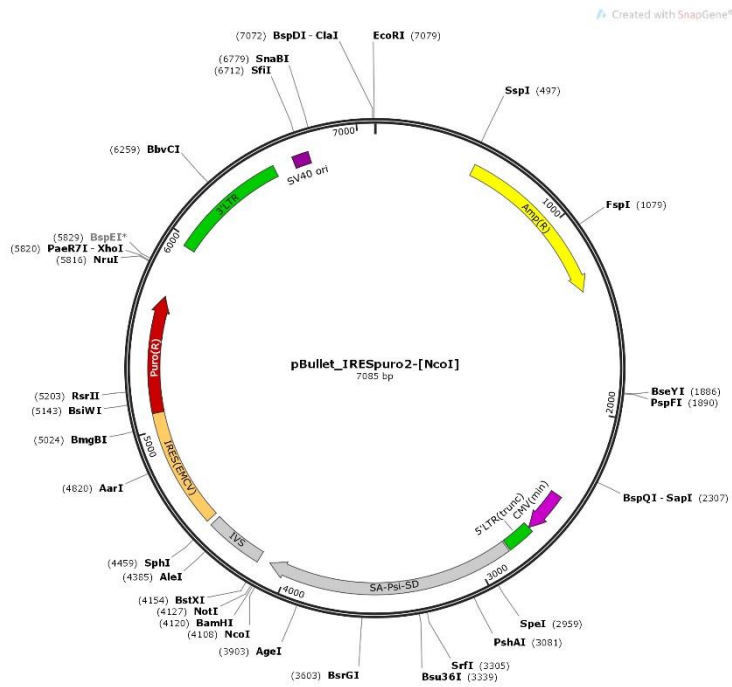 Created with SnapGene®
(7072) BspDI - ClaI
EcoRI (7079)
(6779) SnaBI
(6712) SfiI
SspI (497)
7000
(6259) BbvCI
SV40 ori
3'LTR
Amp(R)
1000
FspI (1079)
6000
(5829) BspEI*
(5820) PaeR7I - XhoI
(5816) NruI
pBullet_IRESpuro2-[NcoI]
7085 bp
Puro(R)
(5203) RsrII
(5143) BsiWI
BseYI (1886)
PspFI (1890)
2000
(5024) BmgBI
5000
IRES(EMCV)
(4820) AarI
BspQI - SapI (2307)
CMV(min)
5'LTR(trunc)
IVS
(4459) SphI
(4385) AleI
SA-Psi-SD
3000
4000
(4154) BstXI
(4127) NotI
(4120) BamHI
(4108) NcoI
(3903) AgeI
SpeI (2959)
PshAI (3081)
SrfI (3305)
(3603) BsrGI
Bsu36I (3339)